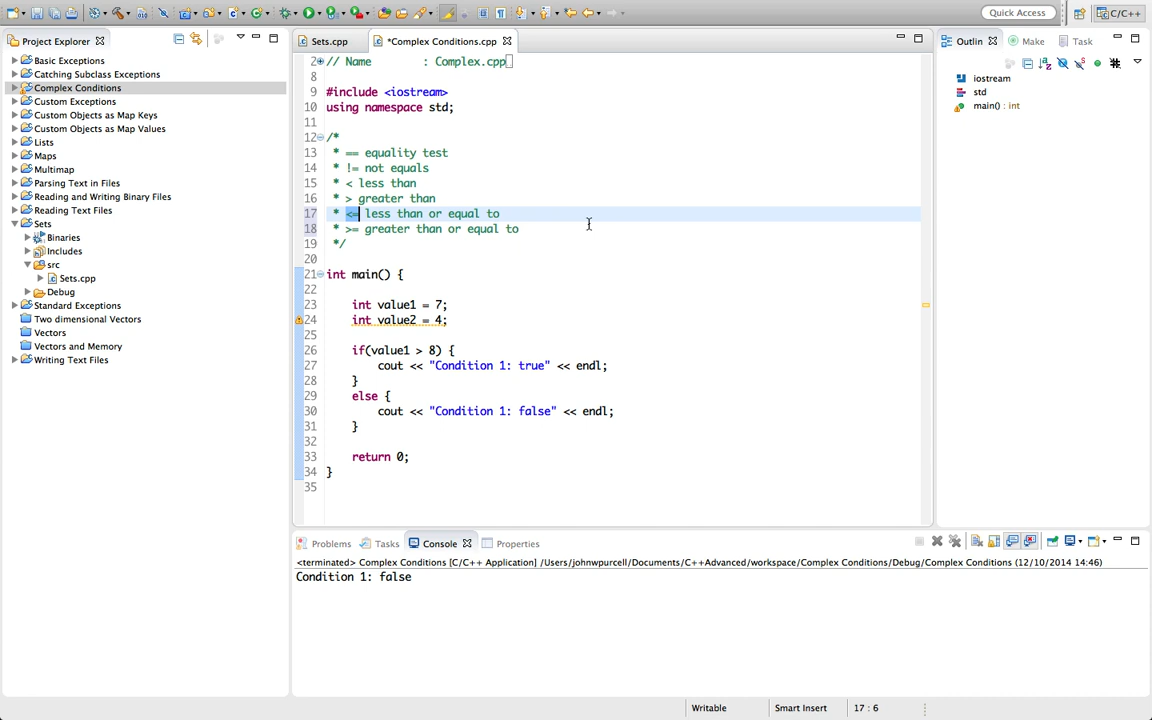 Quick Access
C/C++
Project Explorer
Basic Exceptions
Catching Subclass Exceptions
Complex Conditions
Custom Exceptions
Custom Objects as Map Keys
Custom Objects as Map Values
Lists
Maps
Multimap
Parsing Text in Files
Reading and Writing Binary Files
Reading Text Files
Sets
Binaries
Includes
src
Sets.cpp
Debug
Standard Exceptions
Two dimensional Vectors
Vectors
Vectors and Memory
Writing Text Files
Sets.cpp
*Complex Conditions.cpp
2 // Name : Complex.cpp
8
9 #include <iostream>
10 using namespace std;
11
12 /*
13 * == equality test
14 * != not equals
15 * < less than
16 * > greater than
17 * <= less than or equal to
18 * >= greater than or equal to
19 */
20
21 int main() {
22
23 int value1 = 7;
24 int value2 = 4;
25
26 if(value1 > 8) {
27 cout << "Condition 1: true" << endl;
28 }
29 else {
30 cout << "Condition 1: false" << endl;
31 }
32
33 return 0;
34 }
35
Outlin
Make
Task
iostream
std
main() : int
Problems
Tasks
Console
Properties
<terminated> Complex Conditions [C/C++ Application] /Users/johnwpurcell/Documents/C++Advanced/workspace/Complex Conditions/Debug/Complex Conditions (12/10/2014 14:46)
Condition 1: false
Writable
Smart Insert
17 : 6